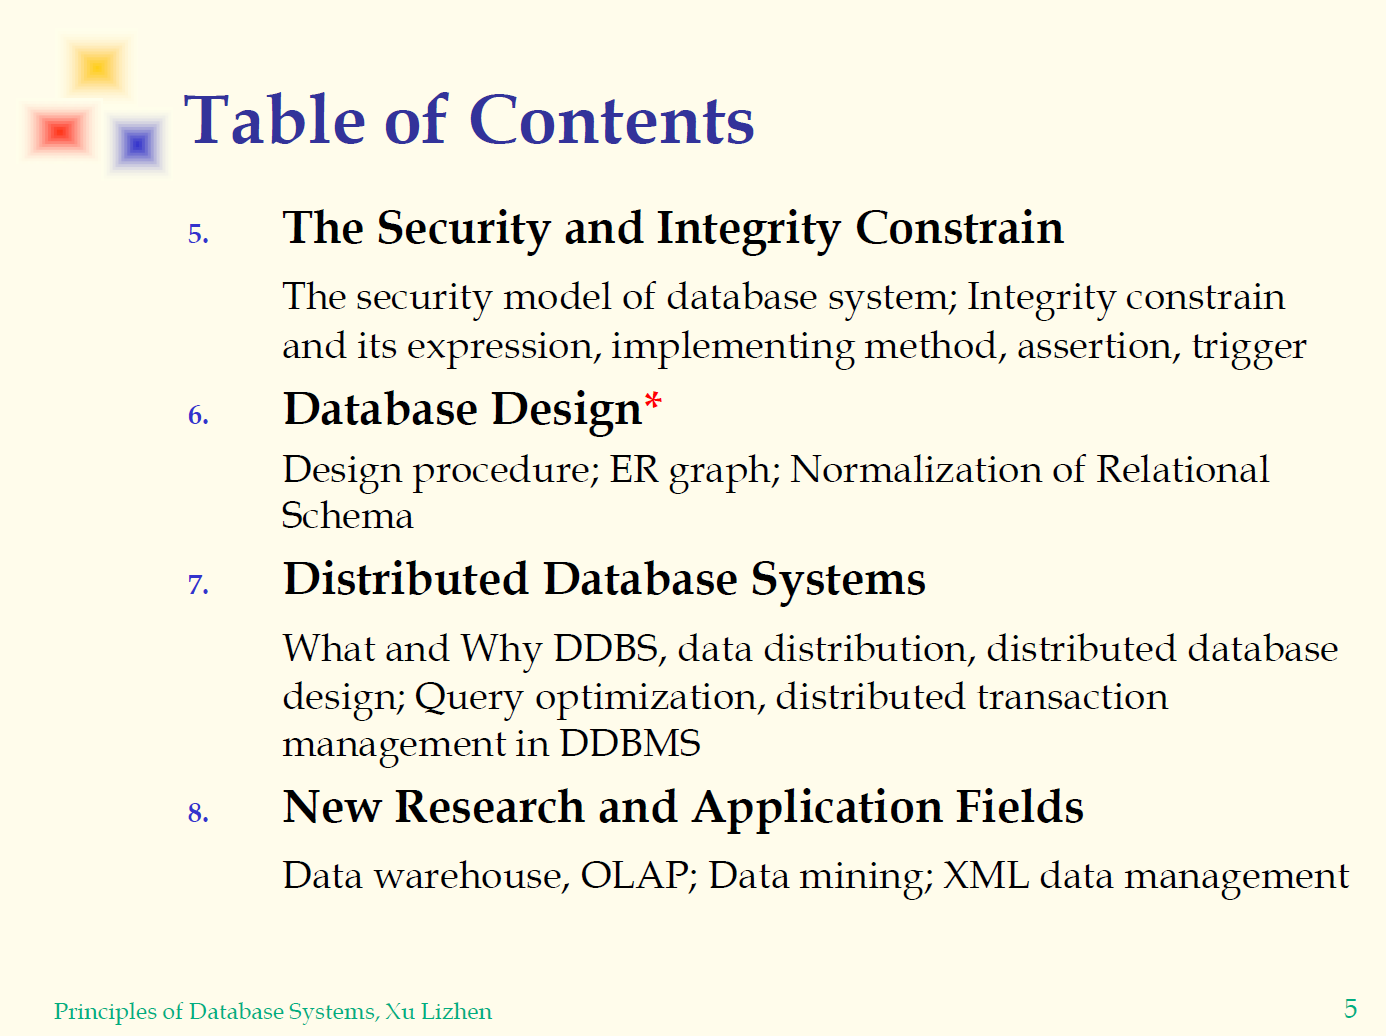 Table of Contents
5. The Security and Integrity Constrain
The security model of database system; Integrity constrain
and its expression, implementing method, assertion, trigger
6. Database Design*
Design procedure; ER graph; Normalization of Relational
Schema
7. Distributed Database Systems
What and Why DDBS, data distribution, distributed database
design; Query optimization, distributed transaction
management in DDBMS
8. New Research and Application Fields
Data warehouse, OLAP; Data mining; XML data management
Principles of Database Systems, Xu Lizhen
5